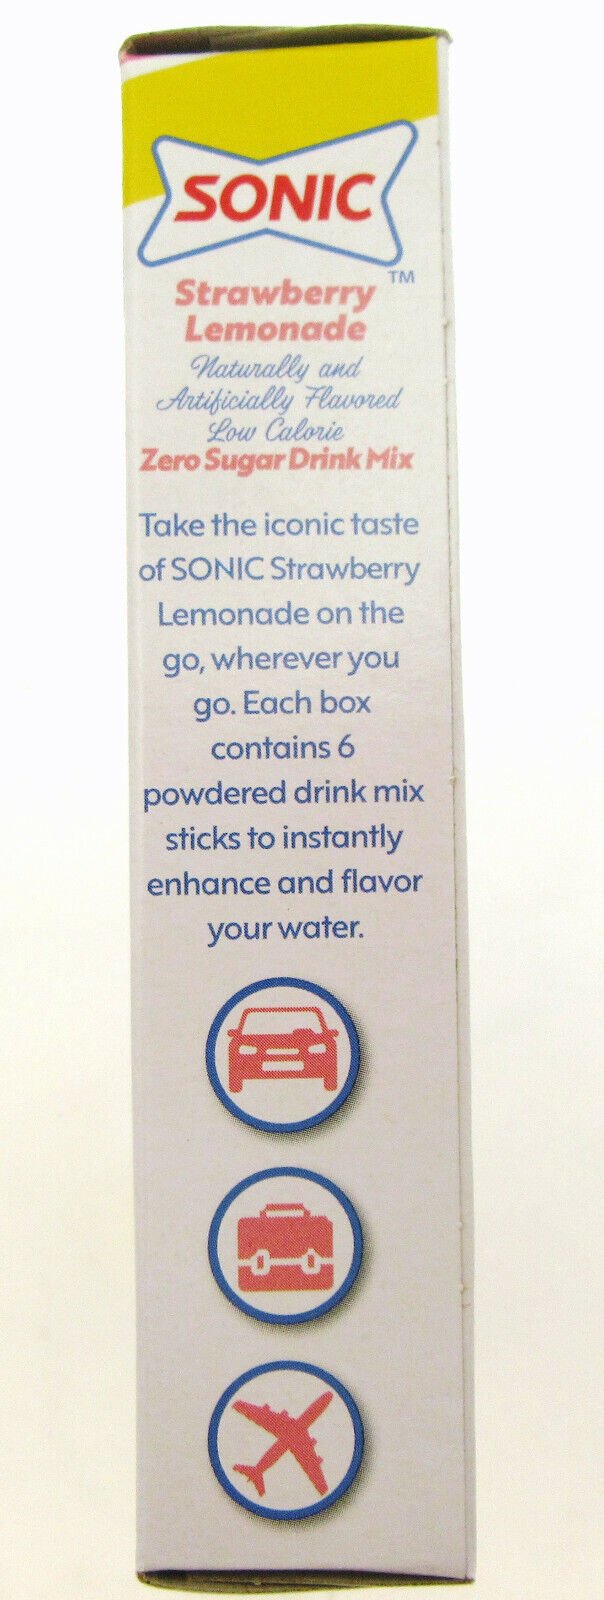 SONIC
TM
Strawberry
Lemonade
Naturally and
Artificially Flavored
Low Calorie
Zero Sugar Drink Mix
Take the iconic taste
of SONIC Strawberry
Lemonade on the
go, wherever you
go. Each box
contains 6
powdered drink mix
sticks to instantly
enhance and flavor
your water.